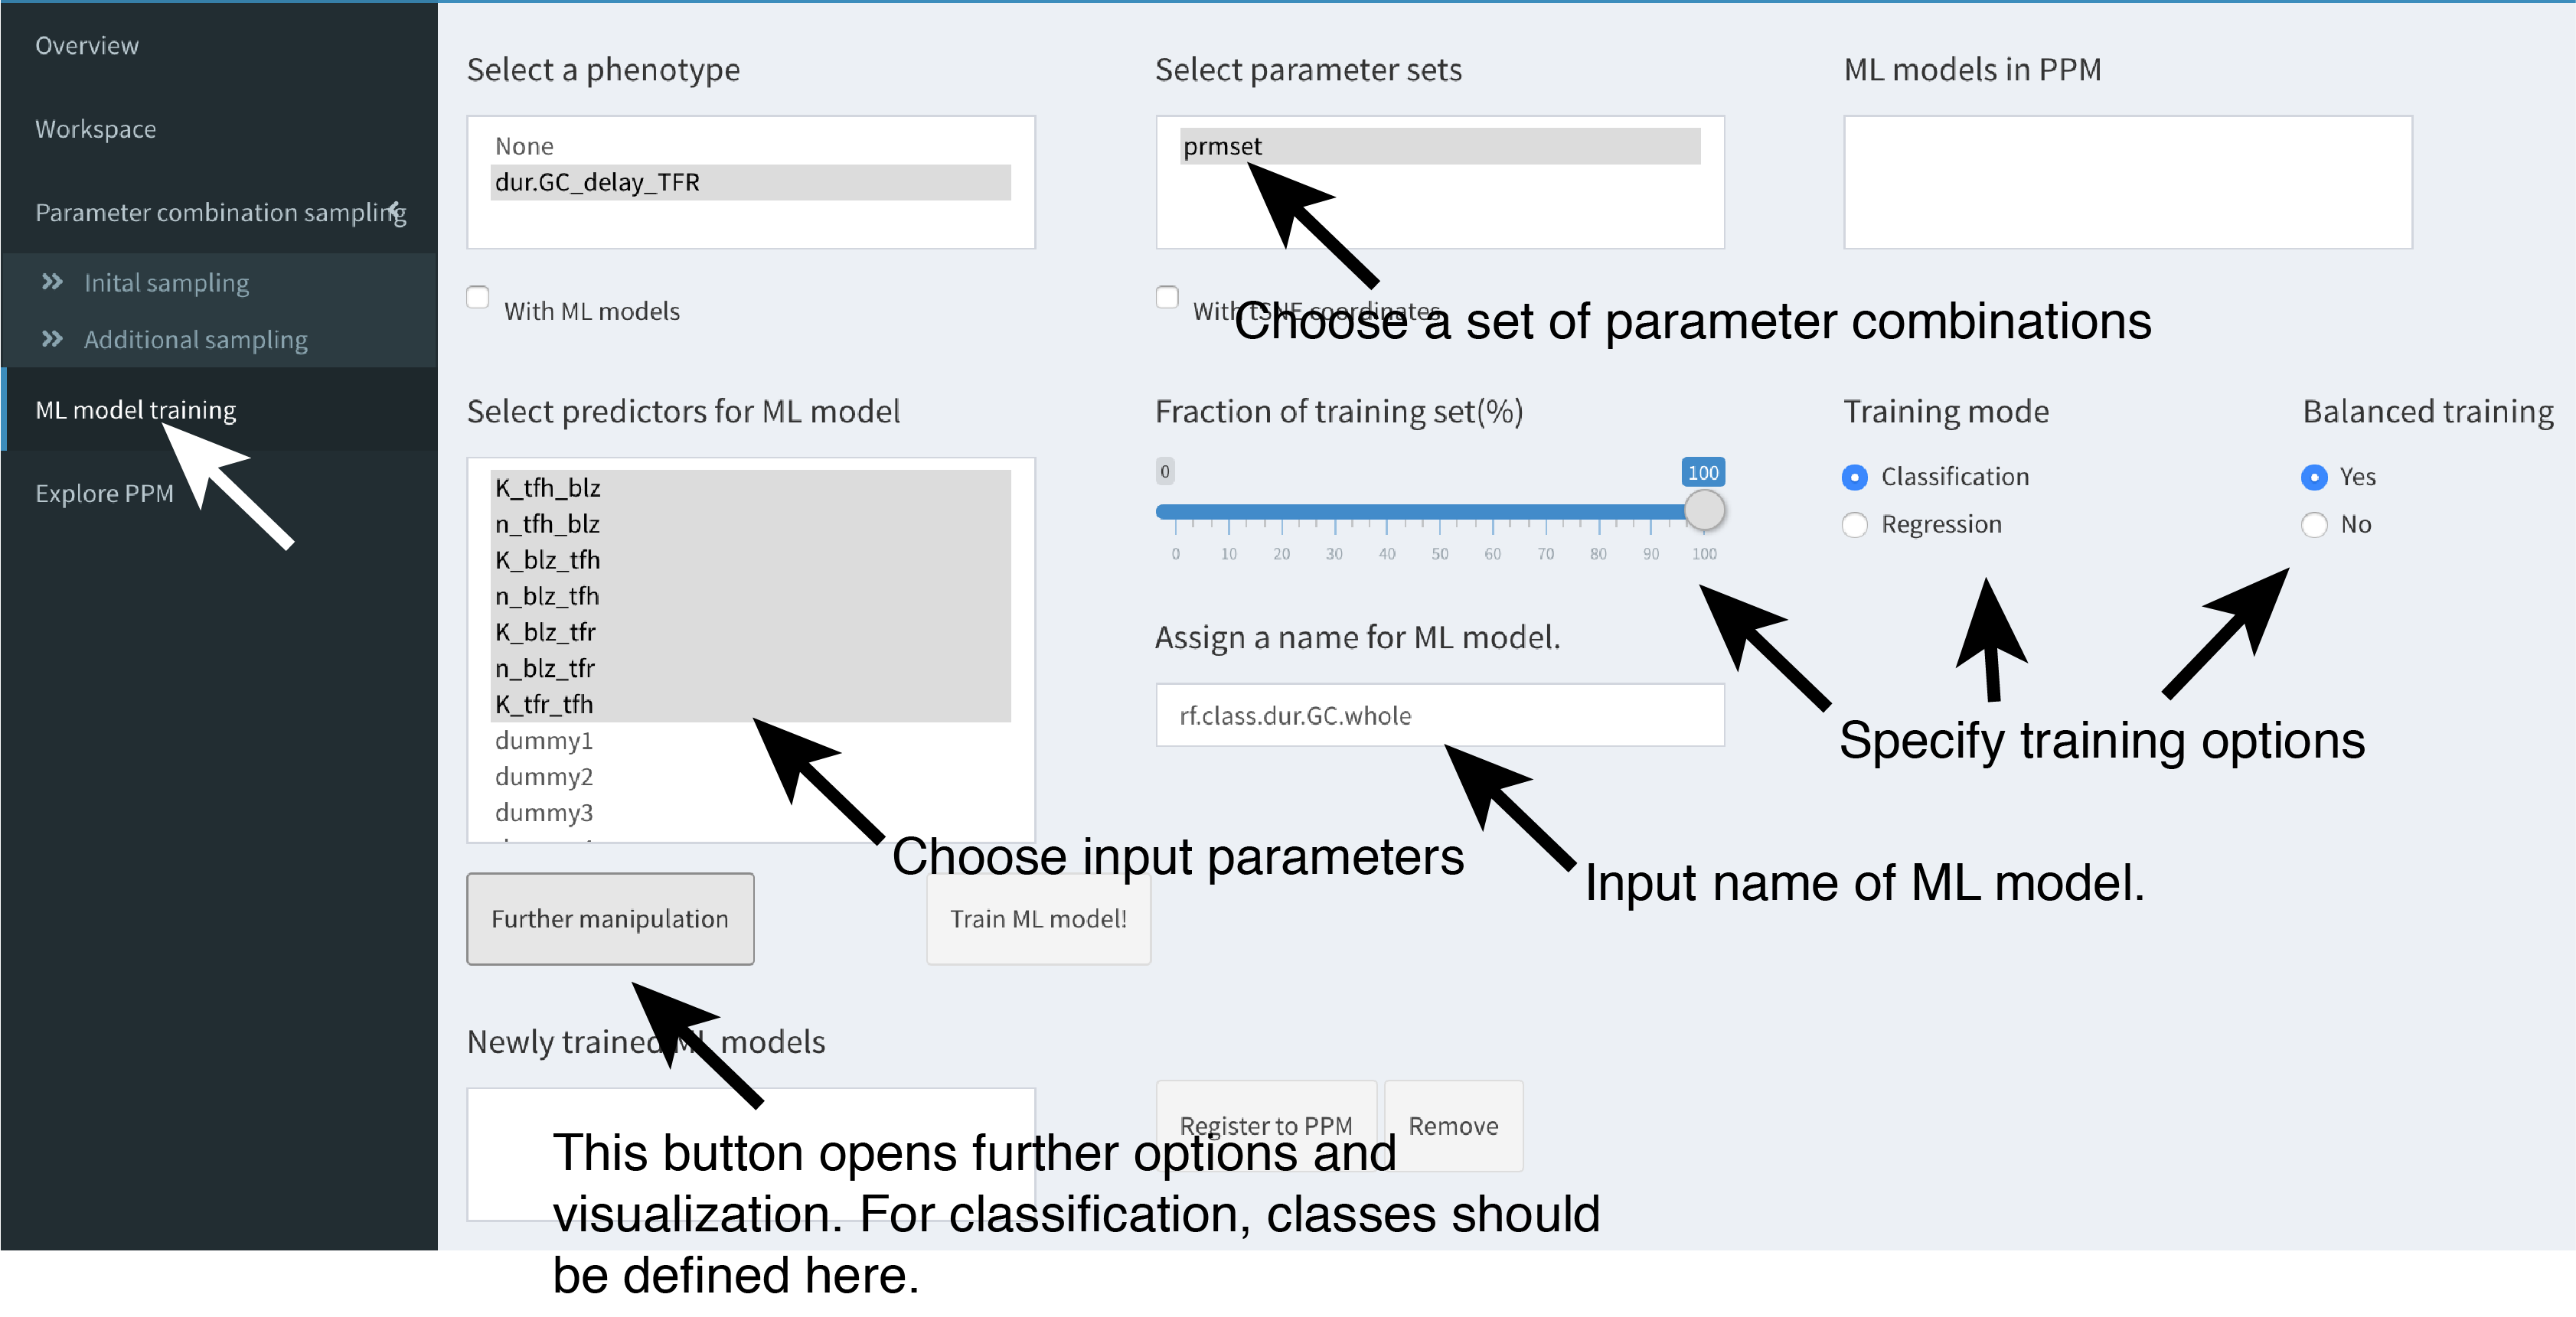 Overview
Workspace
Parameter combination sampling
Inital sampling
Additional sampling
ML model training
Explore PPM
Select a phenotype
None
dur.GC_delay_TFR
With ML models
Select parameter sets
prmset
With tSNE coordinates
Choose a set of parameter combinations
ML models in PPM
Select predictors for ML model
K_tfh_blz
n_tfh_blz
K_blz_tfh
n_blz_tfh
K_blz_tfr
n_blz_tfr
K_tfr_tfh
dummy1
dummy2
dummy3
Choose input parameters
Fraction of training set(%)
0
100
0 10 20 30 40 50 60 70 80 90 100
Training mode
Classification
Regression
Balanced training
Yes
No
Specify training options
Assign a name for ML model.
rf.class.dur.GC.whole
Input name of ML model.
Further manipulation
Train ML model!
Newly trained ML models
Register to PPM
Remove
This button opens further options and
visualization. For classification, classes should
be defined here.